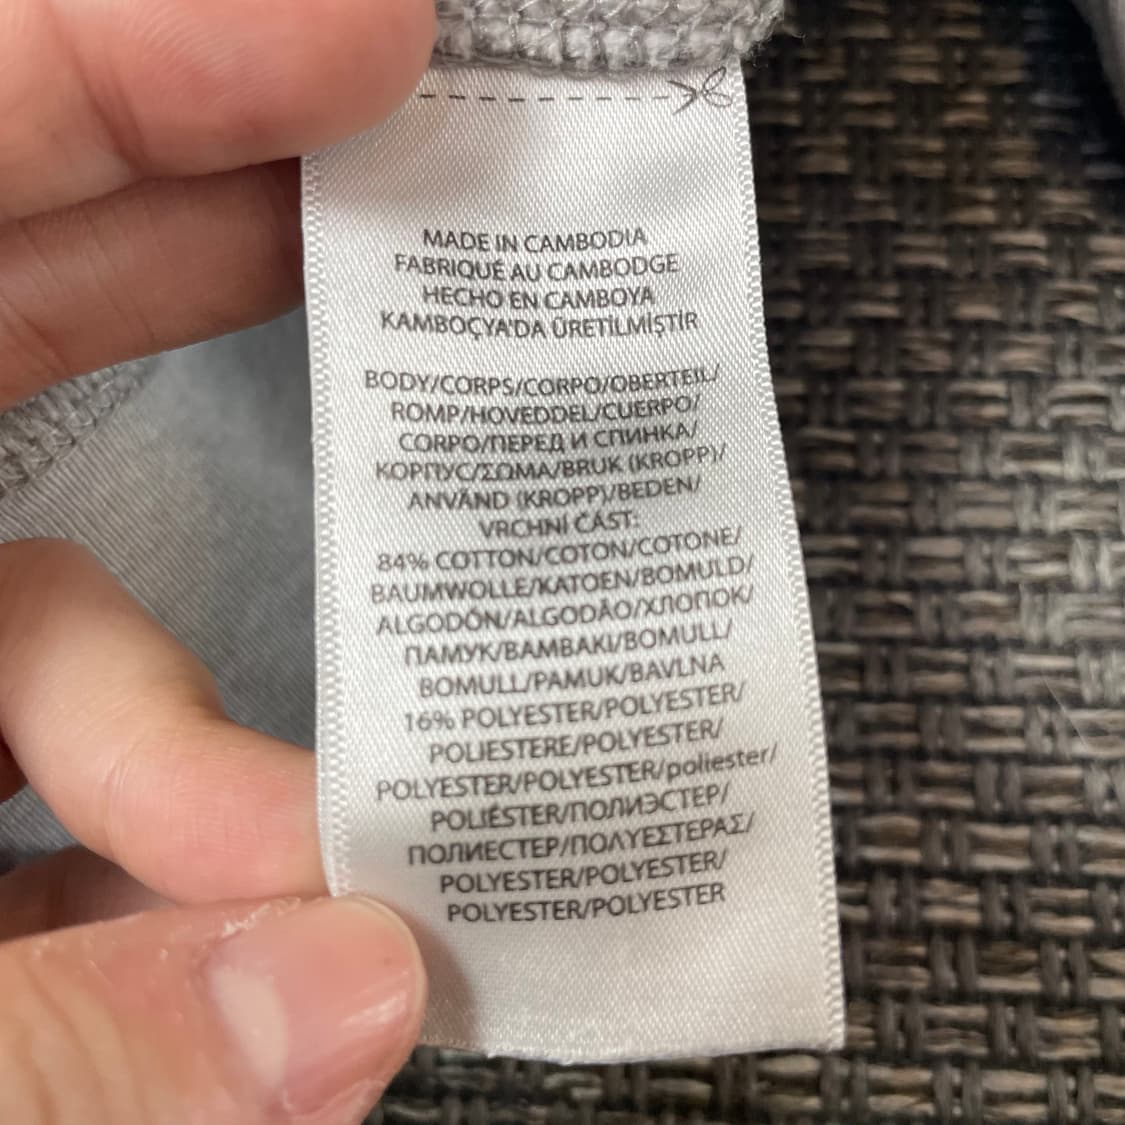 MADE IN CAMBODIA
FABRIQUÉ AU CAMBODGE
HECHO EN CAMBOYA
KAMBOÇYA'DA ÜRETİLMİŞTİR
BODY/CORPS/CORPO/OBERTEIL/
ROMP/HOVEDDEL/CUERPO/
CORPO/ПЕРЕД И СПИНКА/
КОРПУС/ΣΩΜΑ/BRUK (KROPP)/
ANVÄND (KROPP)/BEDEN/
VRCHNÍ ČÁST:
84% COTTON/COTON/COTONE/
BAUMWOLLE/KATOEN/BOMULD/
ALGODÓN/ALGODÃO/ХЛОПОК/
ПАМУК/BAMBAKI/BOMULL/
BOMULL/PAMUK/BAVLNA
16% POLYESTER/POLYESTER/
POLIESTERE/POLYESTER/
POLYESTER/POLYESTER/poliester/
POLIÉSTER/ПОЛИЭСТЕР/
ПОЛИЕСТЕР/ΠΟΛΥΕΣΤΕΡΑΣ/
POLYESTER/POLYESTER/
POLYESTER/POLYESTER